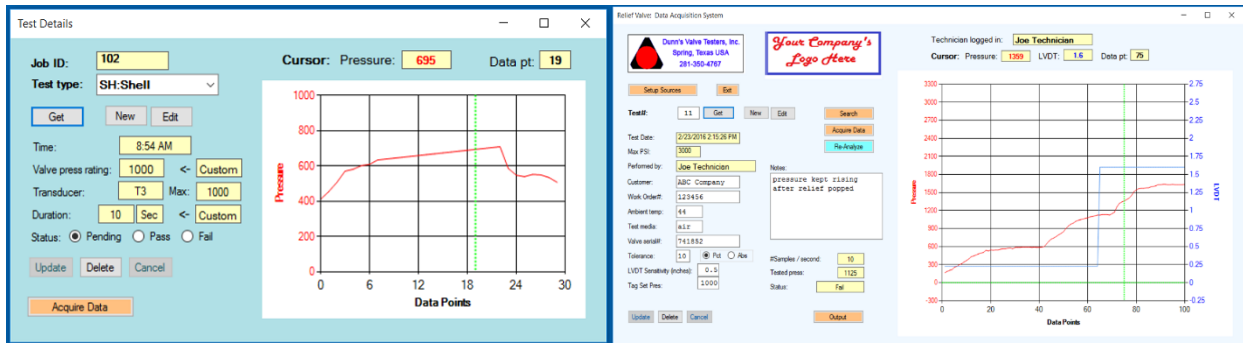 Test Details
Job ID: 102
Test type: SH:Shell
Get New Edit
Time: 8:54 AM
Valve press rating: 1000 <- Custom
Transducer: T3 Max: 1000
Duration: 10 Sec <- Custom
Status: Pending Pass Fail
Update Delete Cancel
Acquire Data
Cursor: Pressure: 695 Data pt: 19
1000
800
600
400
200
0
Pressure
0 6 12 18 24 30
Data Points
Relief Valve: Data Acquisition System
Dunn's Valve Testers, Inc.
Spring, Texas USA
281-350-4767
Your Company's
Logo Here
Setup Sources Exit
Test#: 11 Get New Edit Search
Acquire Data
Re-Analyze
Test Date: 2/23/2016 2:15:26 PM
Max PSI: 3000
Performed by: Joe Technician
Customer: ABC Company
Work Order#: 123456
Ambient temp: 44
Test media: air
Valve serial#: 741852
Tolerance: 10 Pct Abs
LVDT Sensitivity (inches): 0.5
Tag Set Pres: 1000
Notes:
pressure kept rising
after relief popped
#Samples / second: 10
Tested press: 1125
Status: Fail
Update Delete Cancel Output
Technician logged in: Joe Technician
Cursor: Pressure: 1359 LVDT: 1.6 Data pt: 75
3300
3000
2700
2400
2100
1800
1500
1200
900
600
300
0
-300
Pressure
2.75
2.5
2.25
2
1.75
1.5
1.25
1
0.75
0.5
0.25
0
-0.25
LVDT
0 20 40 60 80 100
Data Points